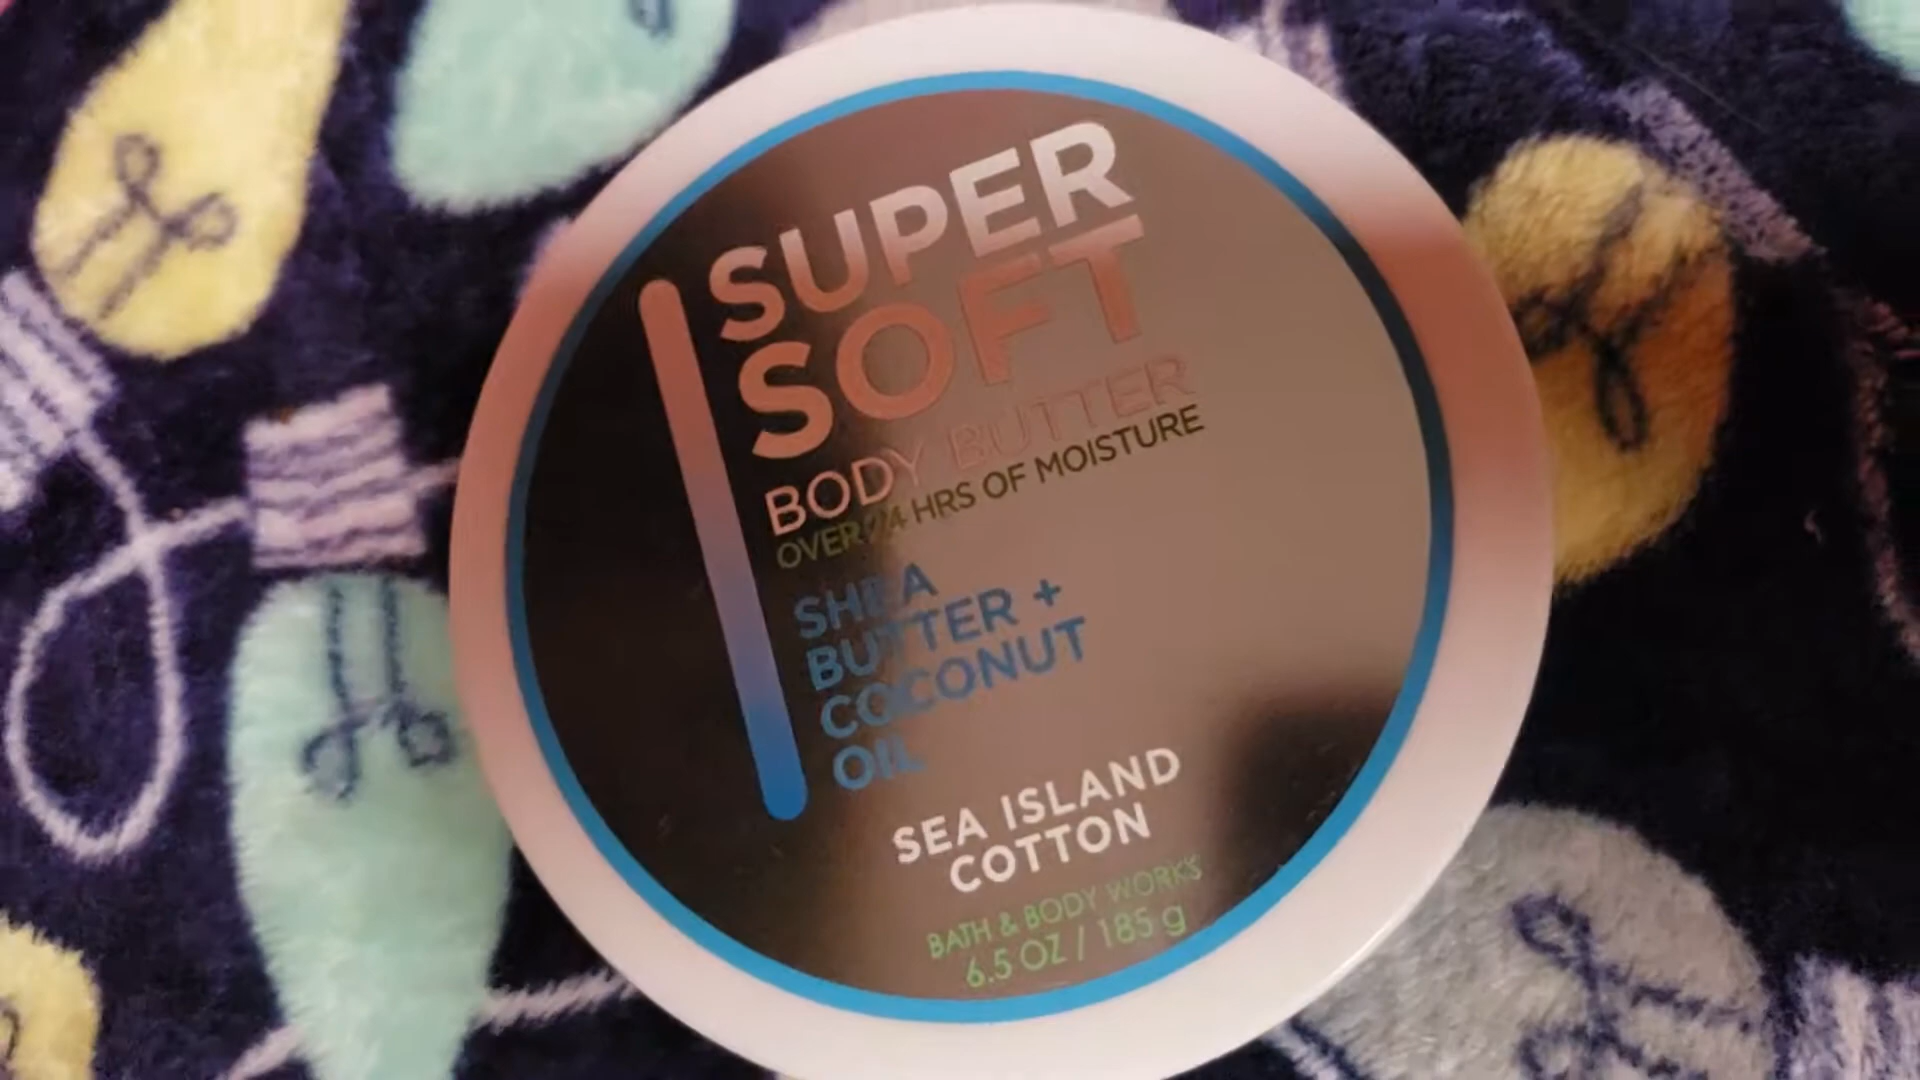 SUPER
SOFT
BODY BUTTER
OVER 24 HRS OF MOISTURE
SHEA
BUTTER +
COCONUT
OIL
SEA ISLAND
COTTON
BATH & BODY WORKS
6.5 OZ / 185 g